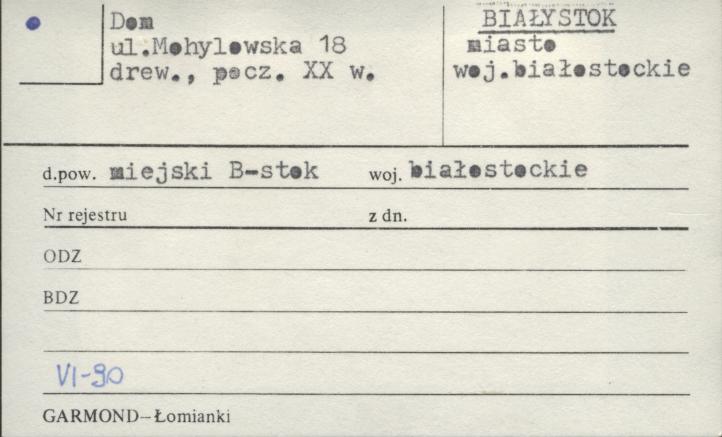 Dom
ul.Mohylowska 18
drew., pocz. XX w.
BIAŁYSTOK
miasto
woj.białostockie
d.pow. miejski B-stok woj. białostockie
Nr rejestru z dn.
ODZ
BDZ
VI-90
GARMOND–Łomianki